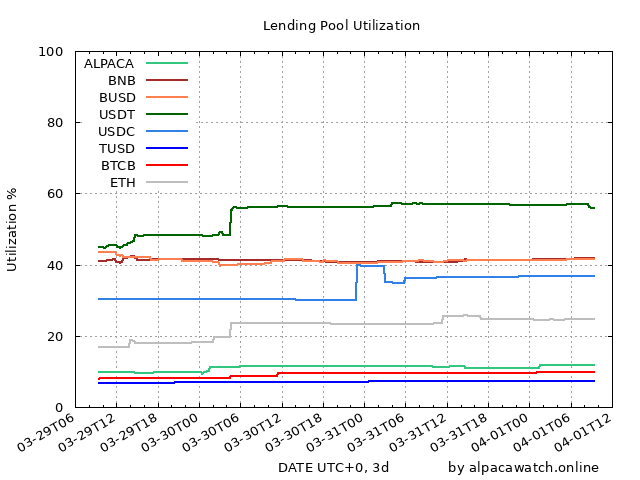 Lending Pool Utilization
Utilization %
100
80
60
40
20
0
ALPACA
BNB
BUSD
USDT
USDC
TUSD
BTCB
ETH
03-29T06
03-29T12
03-29T18
03-30T00
03-30T06
03-30T12
03-30T18
03-31T00
03-31T06
03-31T12
03-31T18
04-01T00
04-01T06
04-01T12
DATE UTC+0, 3d
by alpacawatch.online